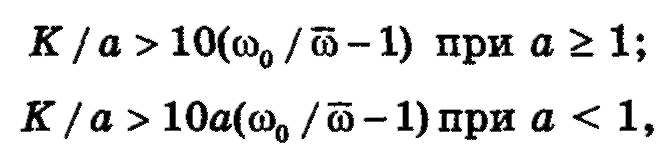 K / a > 10(ω₀ / ω̅ – 1) при a ≥ 1;
K / a > 10a(ω₀ / ω̅ – 1) при a < 1,